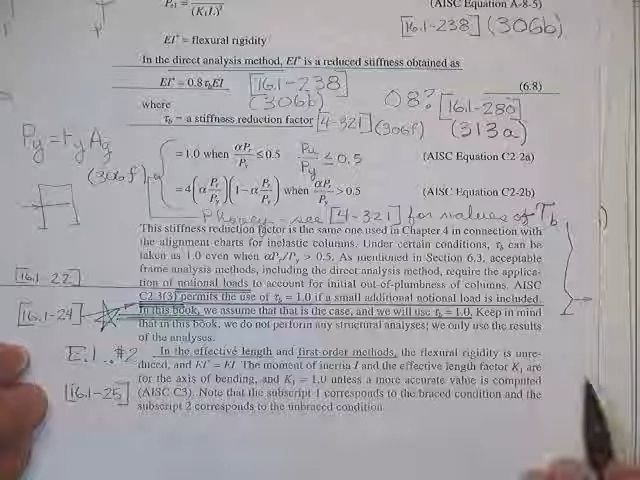 (AISC Equation A-8-5)
(K₁L)²
[16.1-238] (306b)
EI* = flexural rigidity
In the direct analysis method, EI* is a reduced stiffness obtained as
EI* = 0.8τbEI [16.1-238] (6.8)
(306b)
where 0.8? [16.1-280]
τb = a stiffness reduction factor [4-321] (306f) (313a)
Py = Fy Ag
= 1.0 when αPr/Py ≤ 0.5 Pu/Py ≤ 0.5 (AISC Equation C2-2a)
(306f)
= 4(α Pr/Py)(1 − α Pr/Py) when αPr/Py > 0.5 (AISC Equation C2-2b)
see [4-321] for values of τb
This stiffness reduction factor is the same one used in Chapter 4 in connection with
the alignment charts for inelastic columns. Under certain conditions, τb can be
taken as 1.0 even when αPr/Py > 0.5. As mentioned in Section 6.3, acceptable
frame analysis methods, including the direct analysis method, require the applica-
tion of notional loads to account for initial out-of-plumbness of columns. AISC
[16.1-22]
C2.3(3) permits the use of τb = 1.0 if a small additional notional load is included.
[16.1-24] In this book, we assume that that is the case, and we will use τb = 1.0. Keep in mind
that in this book, we do not perform any structural analyses; we only use the results
of the analyses.
E.1 .. #2 In the effective length and first-order methods, the flexural rigidity is unre-
duced, and EI* = EI. The moment of inertia I and the effective length factor K₁ are
[16.1-25] for the axis of bending, and K₁ = 1.0 unless a more accurate value is computed
(AISC C3). Note that the subscript 1 corresponds to the braced condition and the
subscript 2 corresponds to the unbraced condition.